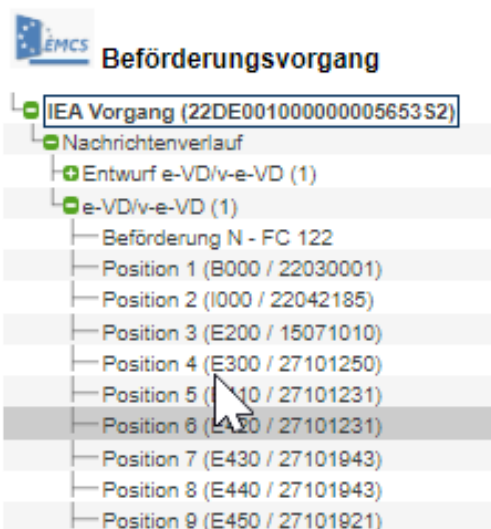 EMCS
Beförderungsvorgang
IEA Vorgang (22DE001000000005653S2)
Nachrichtenverlauf
Entwurf e-VD/v-e-VD (1)
e-VD/v-e-VD (1)
Beförderung N - FC 122
Position 1 (B000 / 22030001)
Position 2 (I000 / 22042185)
Position 3 (E200 / 15071010)
Position 4 (E300 / 27101250)
Position 5 / 27101231)
Position 6 / 27101231)
Position 7 (E430 / 27101943)
Position 8 (E440 / 27101943)
Position 9 (E450 / 27101921)